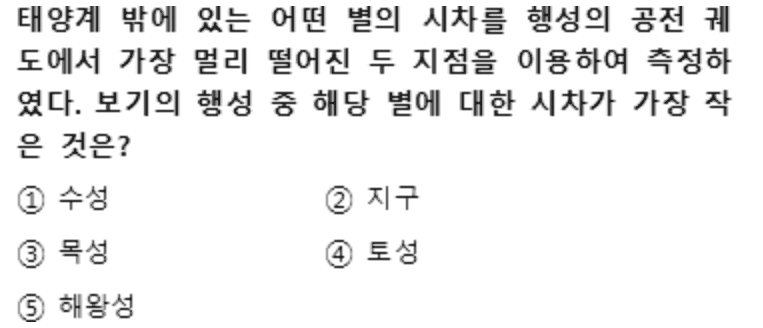 태양계 밖에 있는 어떤 별의 시차를 행성의 공전 궤
도에서 가장 멀리 떨어진 두 지점을 이용하여 측정하
였다. 보기의 행성 중 해당 별에 대한 시차가 가장 작
은 것은?
① 수성 ② 지구
③ 목성 ④ 토성
⑤ 해왕성